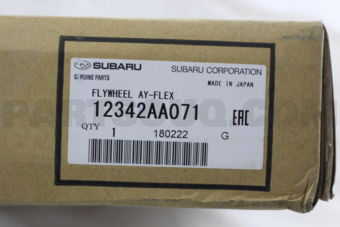 SUBARU
SUBARU CORPORATION
GENUINE PARTS
MADE IN JAPAN
FLYWHEEL AY-FLEX
12342AA071
EAC
QTY 1
180222 G